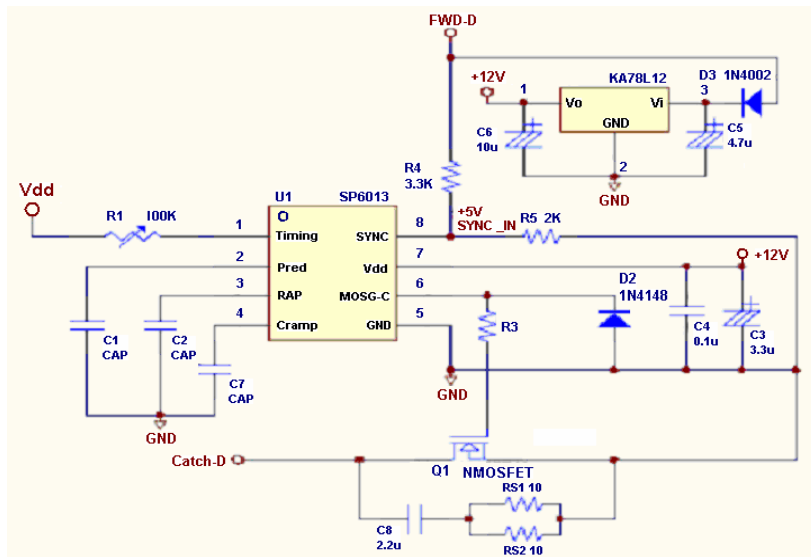 FWD-D
+12V
KA78L12
D3 1N4002
1
Vo
Vi
3
GND
C6
10u
C5
4.7u
2
GND
R4
3.3K
U1
SP6013
Vdd
R1
I00K
+5V
SYNC _IN
R5 2K
1
Timing
SYNC
8
2
Pred
Vdd
7
+12V
3
RAP
MOSG-C
6
D2
1N4148
4
Cramp
GND
5
R3
C1
CAP
C2
CAP
C7
CAP
C4
0.1u
C3
3.3u
GND
GND
Catch-D
Q1
NMOSFET
RS1 10
C8
2.2u
RS2 10